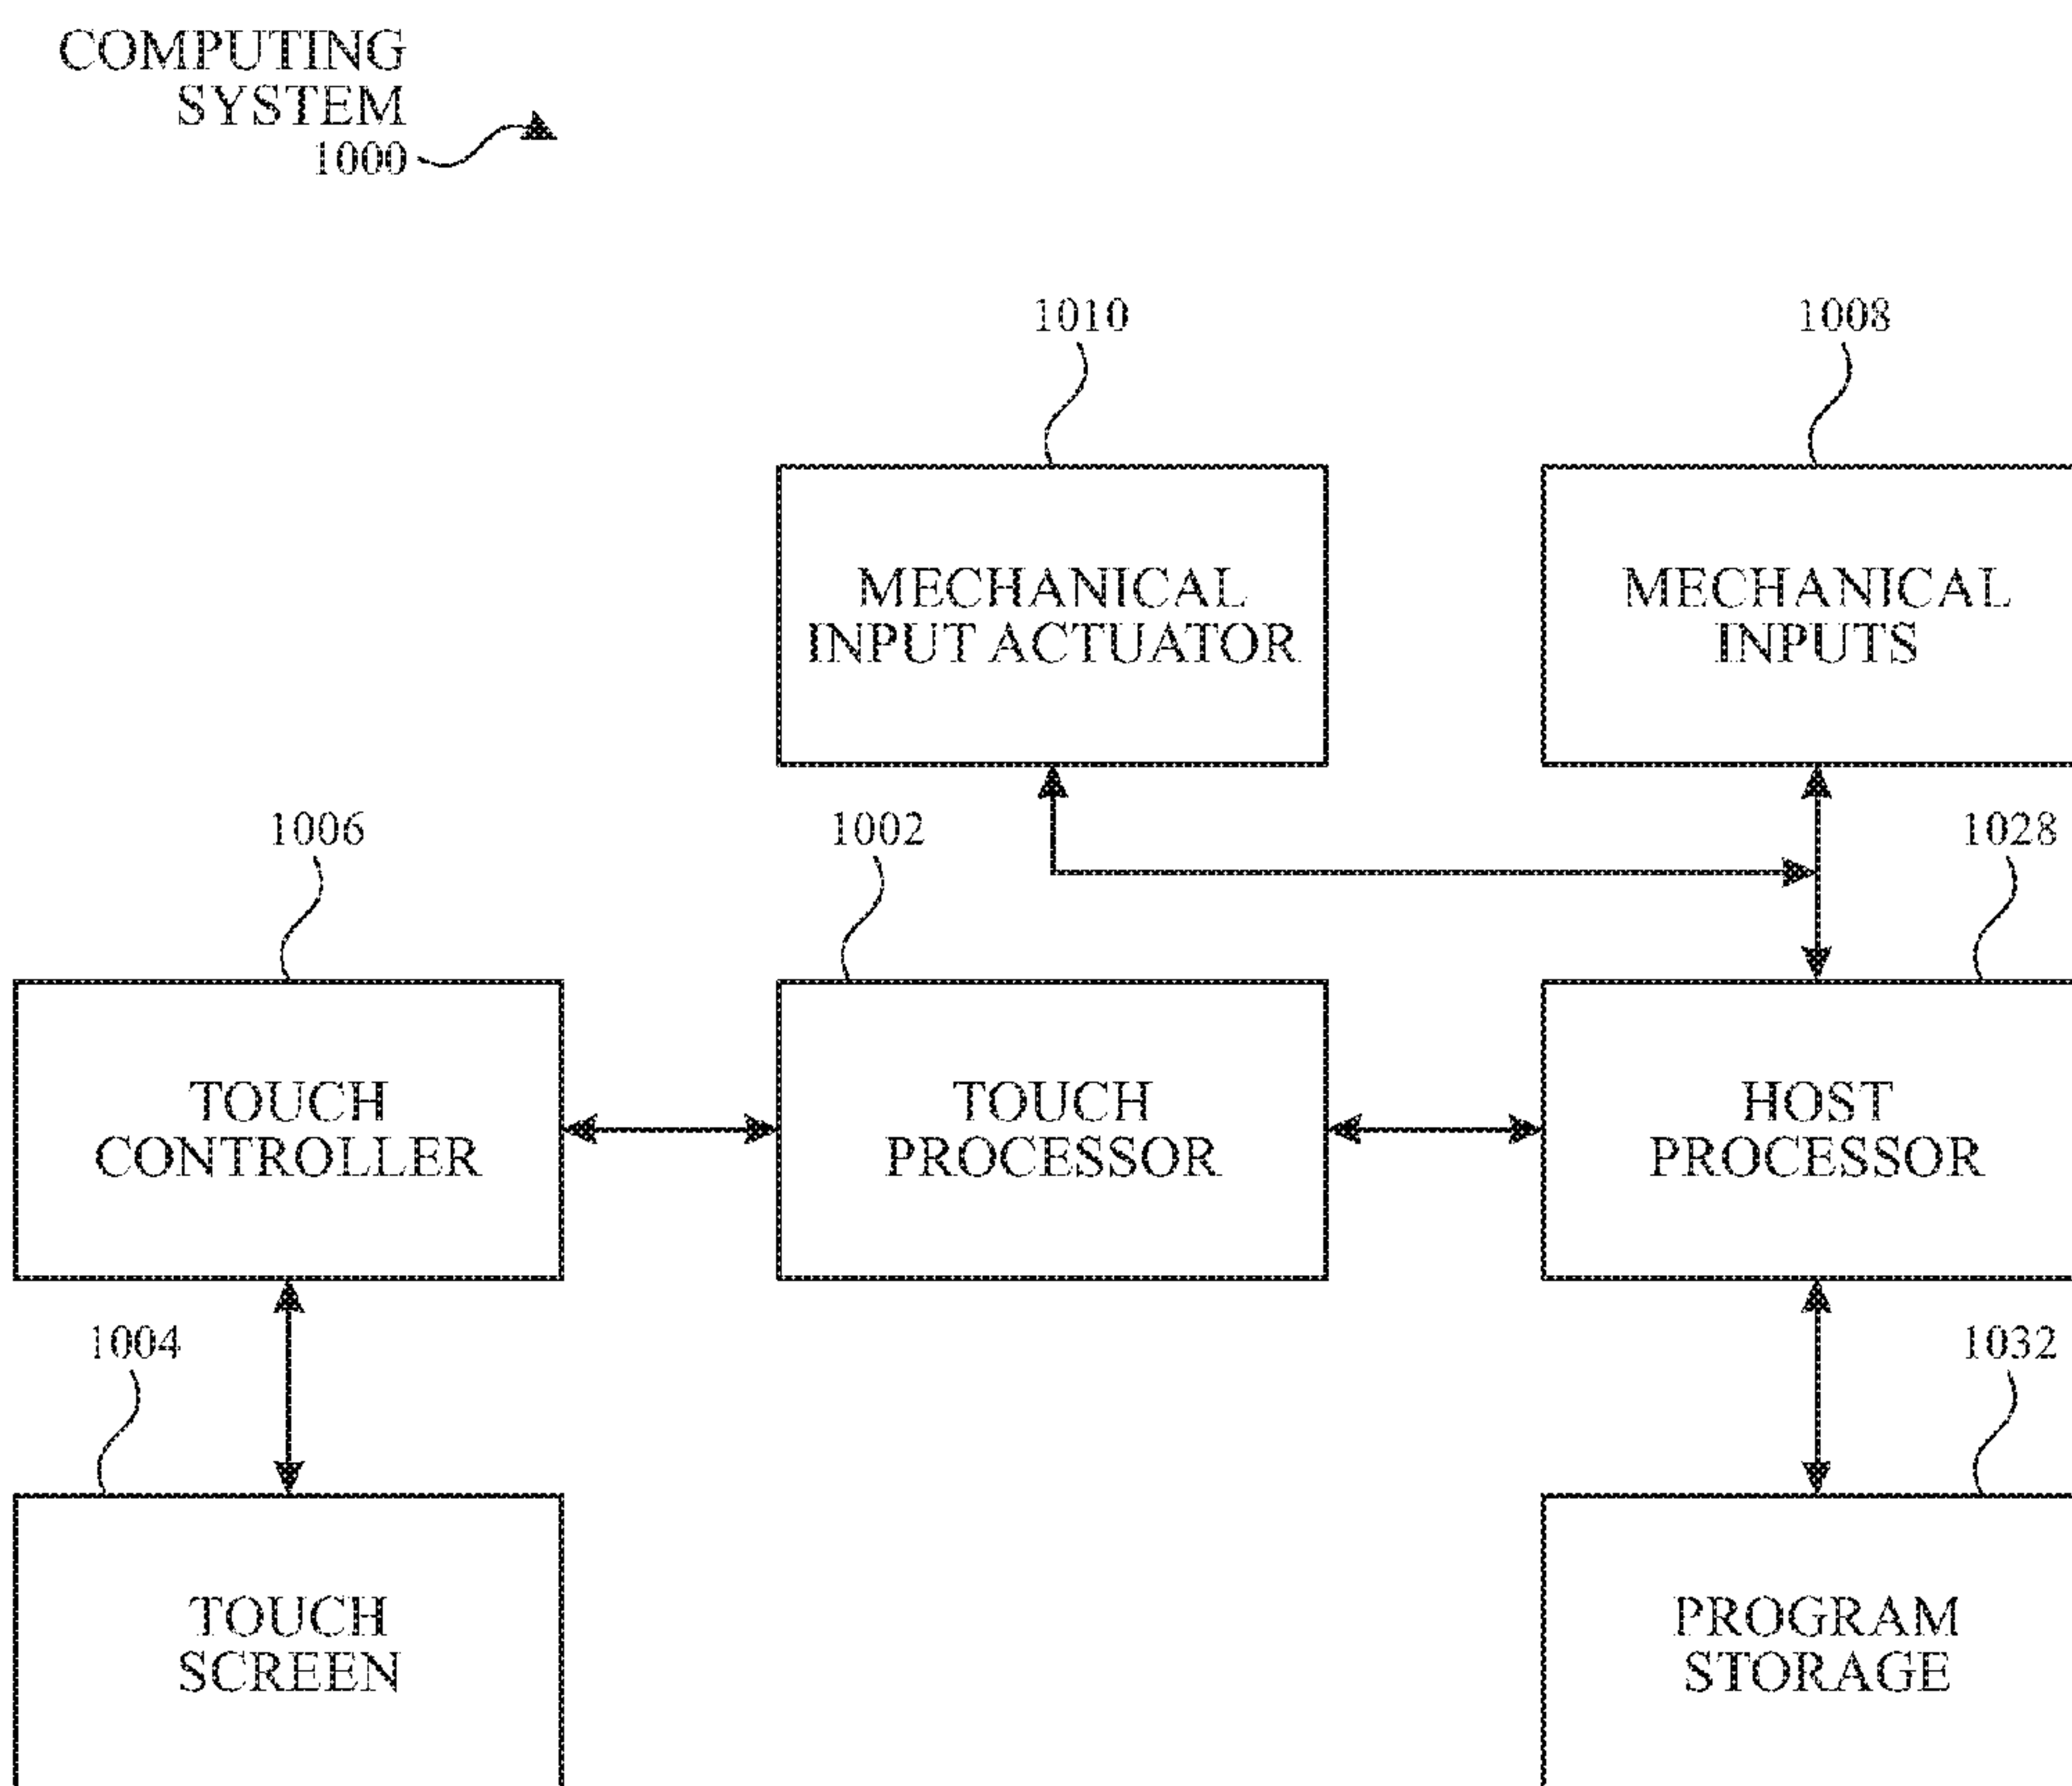 COMPUTING
SYSTEM
1000
1010
1008
MECHANICAL
INPUT ACTUATOR
MECHANICAL
INPUTS
1006
1002
1028
TOUCH
CONTROLLER
TOUCH
PROCESSOR
HOST
PROCESSOR
1004
1032
TOUCH
SCREEN
PROGRAM
STORAGE